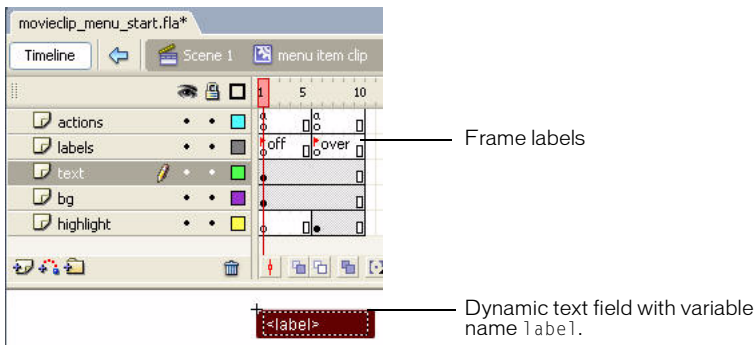 movieclip_menu_start.fla*
Timeline Scene 1 menu item clip
1 5 10
actions a a
labels off over
Frame labels
text
bg
highlight
<label>
Dynamic text field with variable
name label.